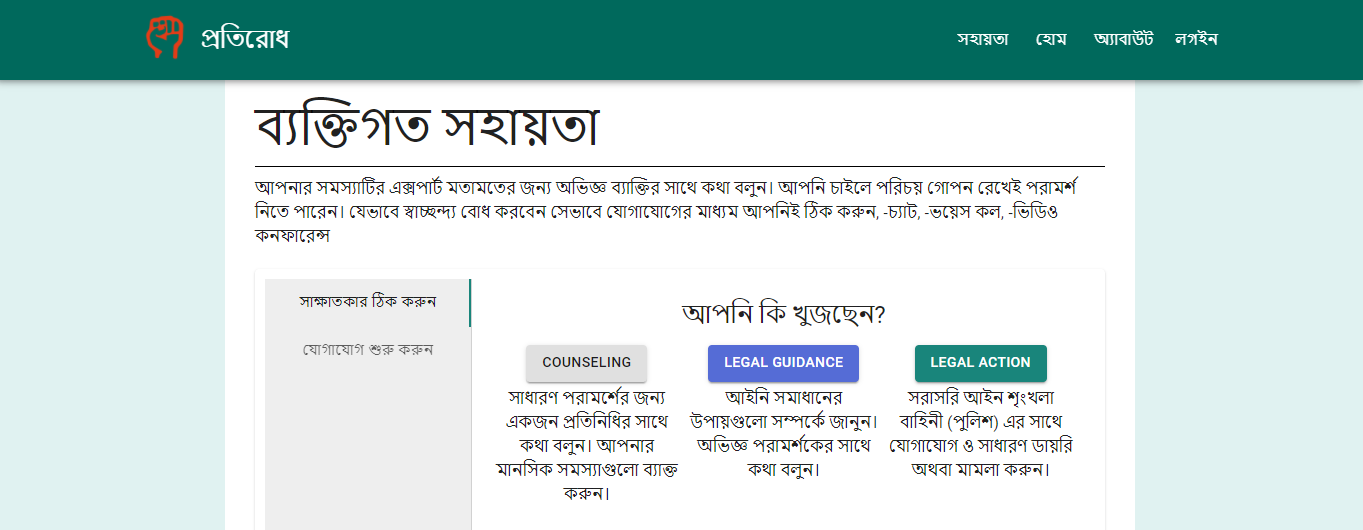 প্রতিরোধ
সহায়তা হোম অ্যাবাউট লগইন
ব্যক্তিগত সহায়তা
আপনার সমস্যাটির এক্সপার্ট মতামতের জন্য অভিজ্ঞ ব্যাক্তির সাথে কথা বলুন। আপনি চাইলে পরিচয় গোপন রেখেই পরামর্শ
নিতে পারেন। যেভাবে স্বাচ্ছন্দ্য বোধ করবেন সেভাবে যোগাযোগের মাধ্যম আপনিই ঠিক করুন, -চ্যাট, -ভয়েস কল, -ভিডিও
কনফারেন্স
সাক্ষাতকার ঠিক করুন
যোগাযোগ শুরু করুন
আপনি কি খুজছেন?
COUNSELING
সাধারণ পরামর্শের জন্য
একজন প্রতিনিধির সাথে
কথা বলুন। আপনার
মানসিক সমস্যাগুলো ব্যাক্ত
করুন।
LEGAL GUIDANCE
আইনি সমাধানের
উপায়গুলো সম্পর্কে জানুন।
অভিজ্ঞ পরামর্শকের সাথে
কথা বলুন।
LEGAL ACTION
সরাসরি আইন শৃংখলা
বাহিনী (পুলিশ) এর সাথে
যোগাযোগ ও সাধারণ ডায়রি
অথবা মামলা করুন।